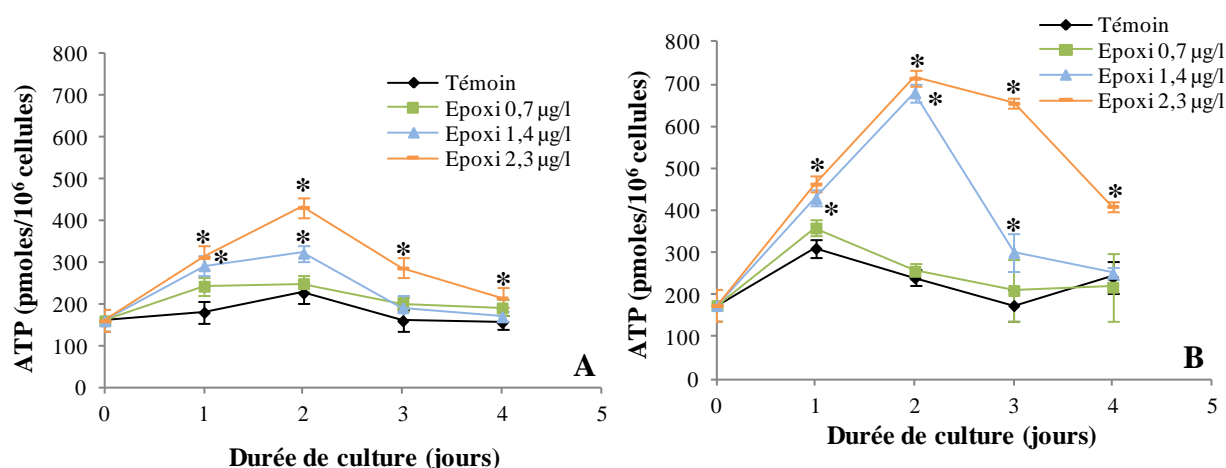 800
700
600
500
400
300
200
100
0
ATP (pmoles/10⁶ cellules)
Témoin
Epoxi 0,7 µg/l
Epoxi 1,4 µg/l
Epoxi 2,3 µg/l
*
*
*
*
*
*
*
A
0 1 2 3 4 5
Durée de culture (jours)
800
700
600
500
400
300
200
100
0
ATP (pmoles/10⁶ cellules)
Témoin
Epoxi 0,7 µg/l
Epoxi 1,4 µg/l
Epoxi 2,3 µg/l
*
*
*
*
*
*
*
*
B
0 1 2 3 4 5
Durée de culture (jours)